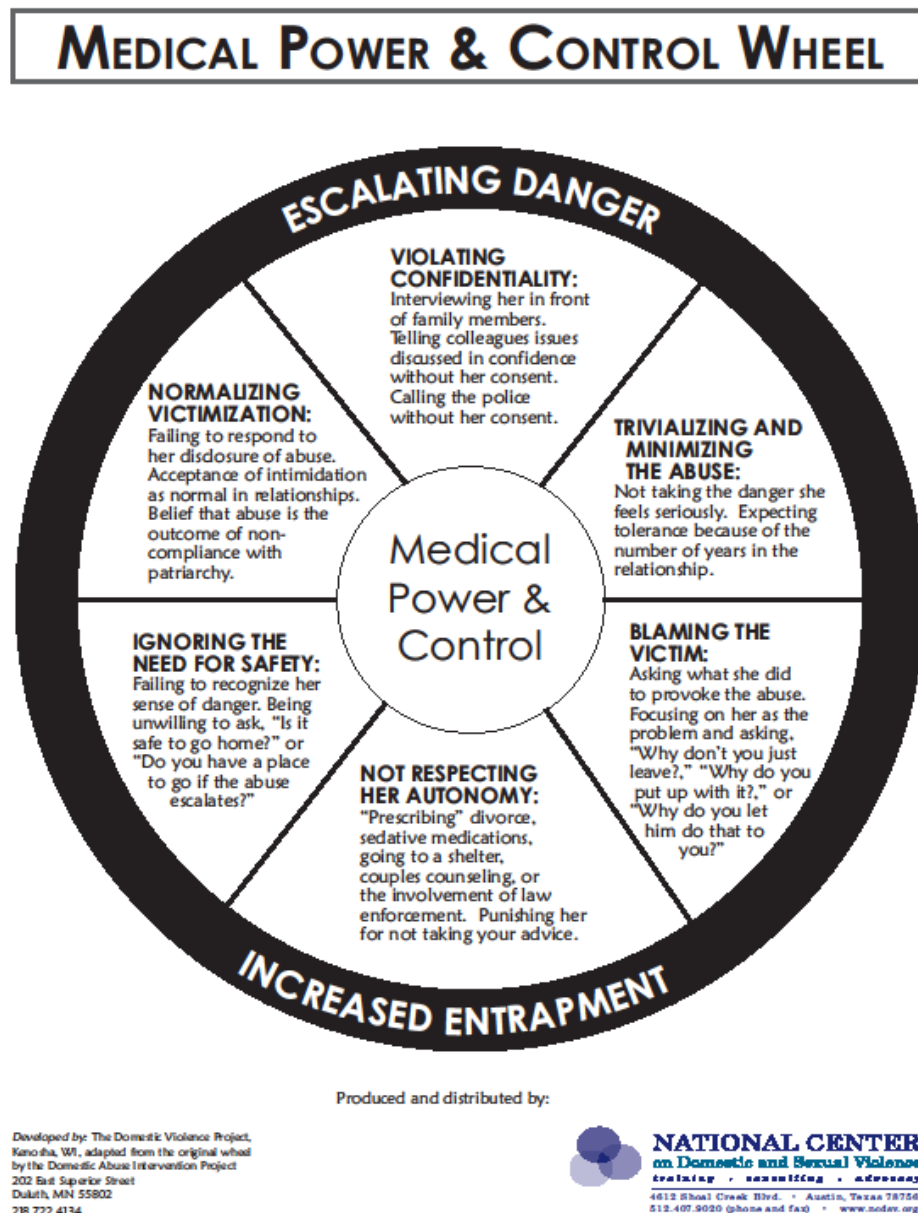 MEDICAL POWER & CONTROL WHEEL
ESCALATING DANGER
VIOLATING
CONFIDENTIALITY:
Interviewing her in front
of family members.
Telling colleagues issues
discussed in confidence
without her consent.
Calling the police
without her consent.
TRIVIALIZING AND
MINIMIZING
THE ABUSE:
Not taking the danger she
feels seriously. Expecting
tolerance because of the
number of years in the
relationship.
BLAMING THE
VICTIM:
Asking what she did
to provoke the abuse.
Focusing on her as the
problem and asking,
“Why don’t you just
leave?,” “Why do you
put up with it?,” or
“Why do you let
him do that to
you?”
NOT RESPECTING
HER AUTONOMY:
“Prescribing” divorce,
sedative medications,
going to a shelter,
couples counseling, or
the involvement of law
enforcement. Punishing her
for not taking your advice.
IGNORING THE
NEED FOR SAFETY:
Failing to recognize her
sense of danger. Being
unwilling to ask, “Is it
safe to go home?” or
“Do you have a place
to go if the abuse
escalates?”
NORMALIZING
VICTIMIZATION:
Failing to respond to
her disclosure of abuse.
Acceptance of intimidation
as normal in relationships.
Belief that abuse is the
outcome of non-
compliance with
patriarchy.
Medical
Power &
Control
INCREASED ENTRAPMENT
Produced and distributed by:
Developed by: The Domestic Violence Project,
Kenosha, WI, adapted from the original wheel
by the Domestic Abuse Intervention Project
202 East Superior Street
Duluth, MN 55802
218.722.4134
NATIONAL CENTER
on Domestic and Sexual Violence
training • consulting • advocacy
4612 Shoal Creek Blvd. • Austin, Texas 78756
512.407.9020 (phone and fax) • www.ncdsv.org